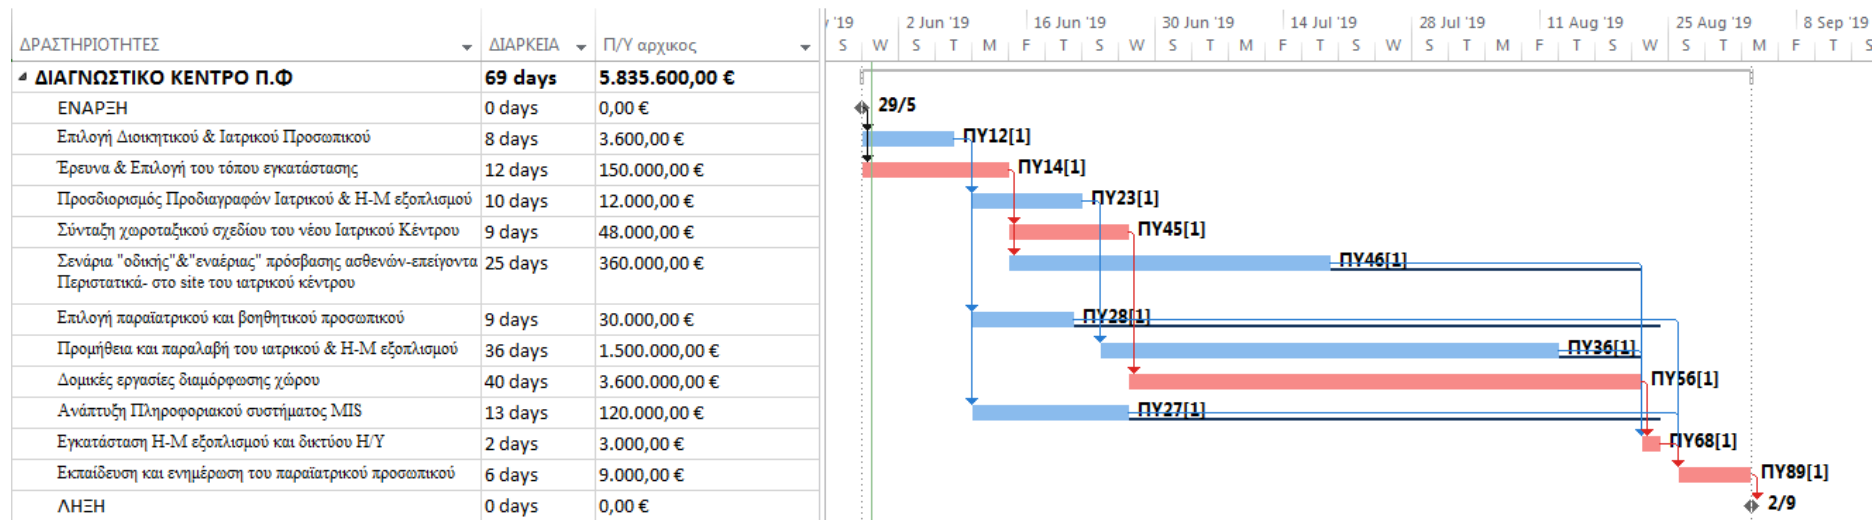 '19 2 Jun '19 16 Jun '19 30 Jun '19 14 Jul '19 28 Jul '19 11 Aug '19 25 Aug '19 8 Sep '19
ΔΡΑΣΤΗΡΙΟΤΗΤΕΣ ΔΙΑΡΚΕΙΑ Π/Υ αρχικος S W S T M F T S W S T M F T S W S T M F T S W S T M F T S
ΔΙΑΓΝΩΣΤΙΚΟ ΚΕΝΤΡΟ Π.Φ 69 days 5.835.600,00 €
ΕΝΑΡΞΗ 0 days 0,00 € 29/5
Επιλογή Διοικητικού & Ιατρικού Προσωπικού 8 days 3.600,00 € ΠΥ12[1]
Έρευνα & Επιλογή του τόπου εγκατάστασης 12 days 150.000,00 € ΠΥ14[1]
Προσδιορισμός Προδιαγραφών Ιατρικού & Η-Μ εξοπλισμού 10 days 12.000,00 € ΠΥ23[1]
Σύνταξη χωροταξικού σχεδίου του νέου Ιατρικού Κέντρου 9 days 48.000,00 € ΠΥ45[1]
Σενάρια "οδικής"&"εναέριας" πρόσβασης ασθενών-επείγοντα 25 days 360.000,00 € ΠΥ46[1]
Περιστατικά- στο site του ιατρικού κέντρου
Επιλογή παραϊατρικού και βοηθητικού προσωπικού 9 days 30.000,00 € ΠΥ28[1]
Προμήθεια και παραλαβή του ιατρικού & Η-Μ εξοπλισμού 36 days 1.500.000,00 € ΠΥ36[1]
Δομικές εργασίες διαμόρφωσης χώρου 40 days 3.600.000,00 € ΠΥ56[1]
Ανάπτυξη Πληροφοριακού συστήματος MIS 13 days 120.000,00 € ΠΥ27[1]
Εγκατάσταση Η-Μ εξοπλισμού και δικτύου Η/Υ 2 days 3.000,00 € ΠΥ68[1]
Εκπαίδευση και ενημέρωση του παραϊατρικού προσωπικού 6 days 9.000,00 € ΠΥ89[1]
ΛΗΞΗ 0 days 0,00 € 2/9